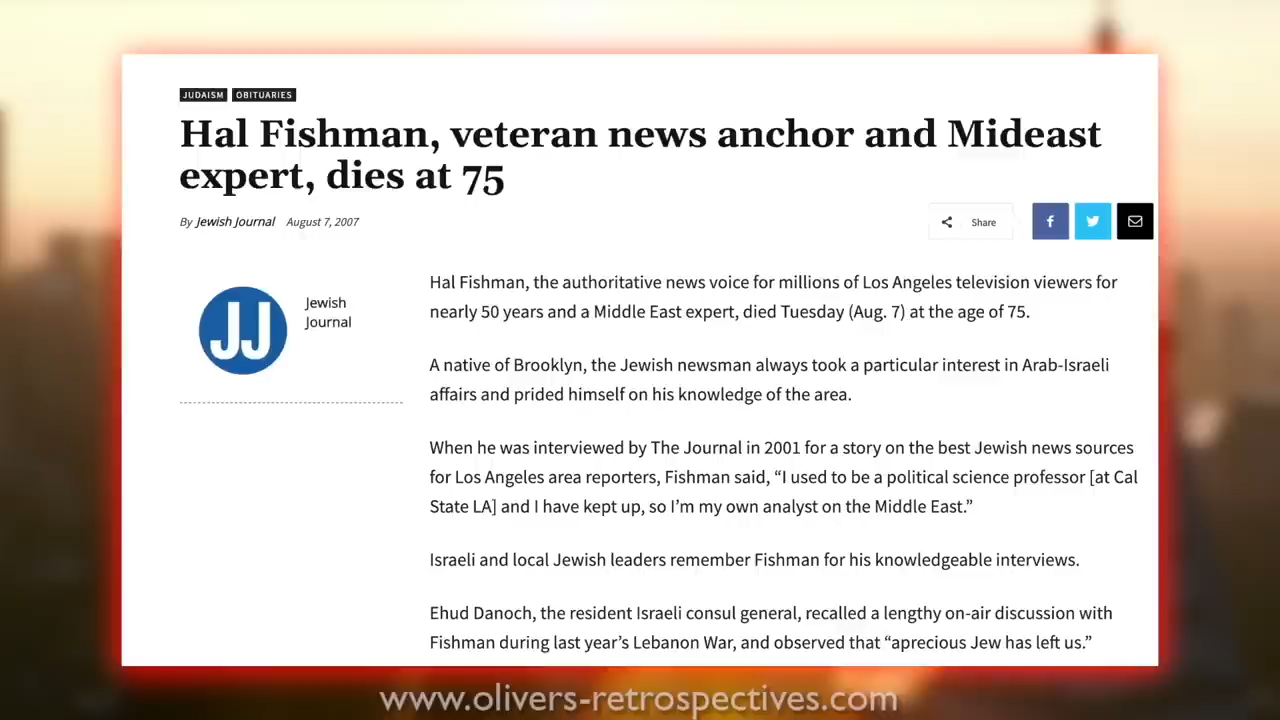 JUDAISM OBITUARIES
Hal Fishman, veteran news anchor and Mideast
expert, dies at 75
By Jewish Journal August 7, 2007
Share
JJ
Jewish
Journal
Hal Fishman, the authoritative news voice for millions of Los Angeles television viewers for
nearly 50 years and a Middle East expert, died Tuesday (Aug. 7) at the age of 75.
A native of Brooklyn, the Jewish newsman always took a particular interest in Arab-Israeli
affairs and prided himself on his knowledge of the area.
When he was interviewed by The Journal in 2001 for a story on the best Jewish news sources
for Los Angeles area reporters, Fishman said, “I used to be a political science professor [at Cal
State LA] and I have kept up, so I’m my own analyst on the Middle East.”
Israeli and local Jewish leaders remember Fishman for his knowledgeable interviews.
Ehud Danoch, the resident Israeli consul general, recalled a lengthy on-air discussion with
Fishman during last year’s Lebanon War, and observed that “aprecious Jew has left us.”
www.olivers-retrospectives.com